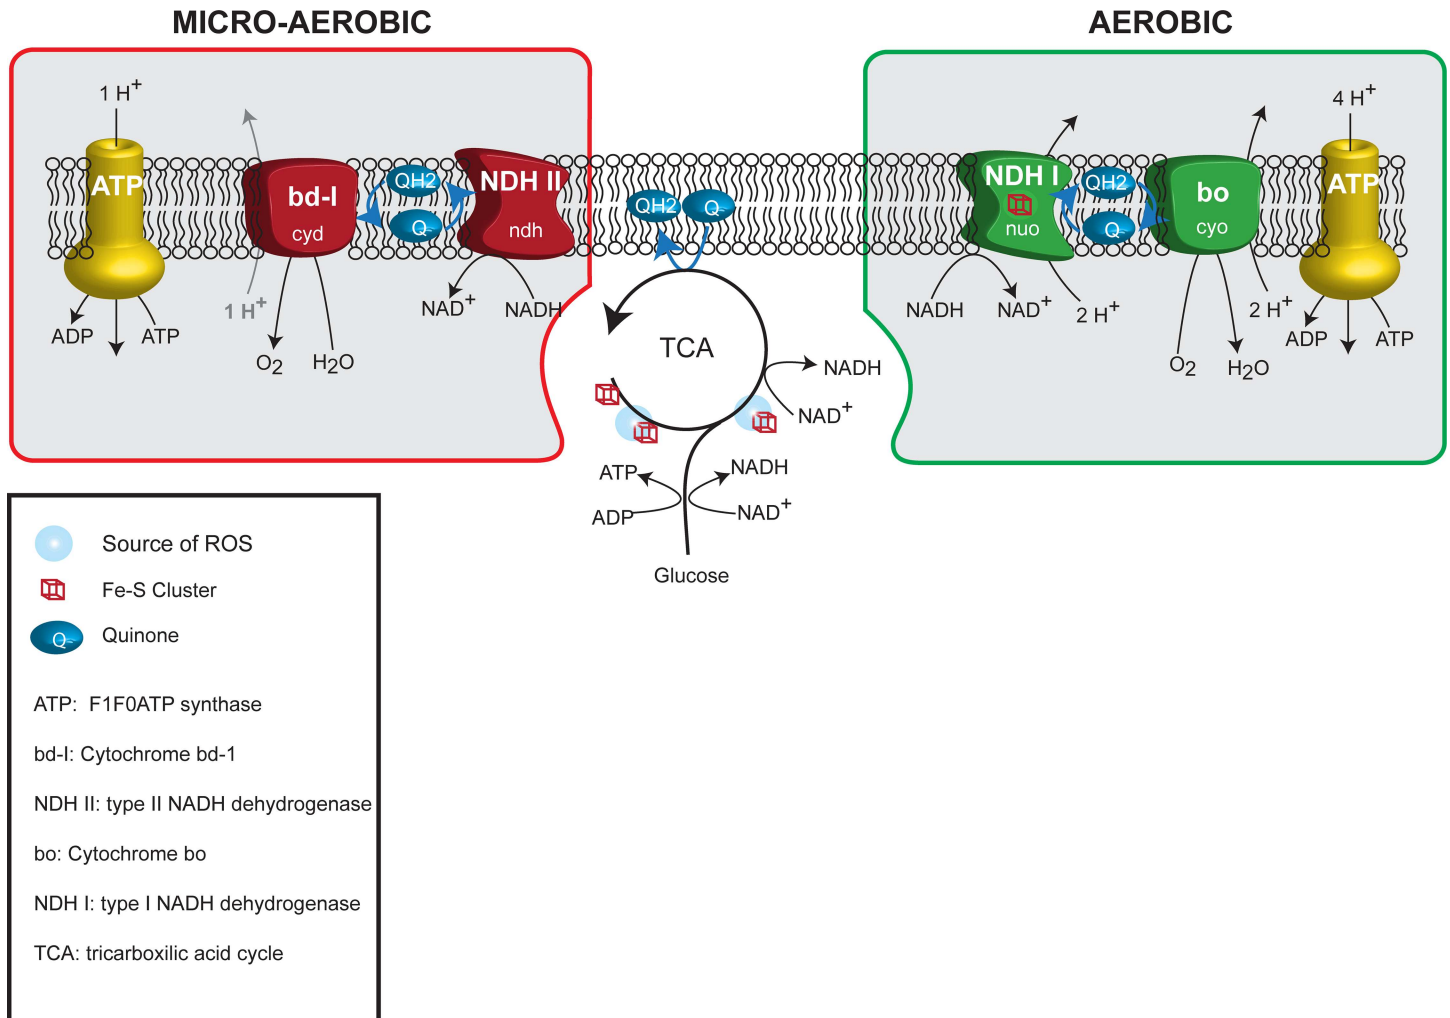 MICRO-AEROBIC
AEROBIC
1 H+
ATP
bd-I
cyd
QH2
Q
NDH II
ndh
1 H+
NAD+
NADH
ADP
ATP
O2
H2O
QH2
Q
TCA
NADH
NAD+
ATP
NADH
ADP
NAD+
Glucose
4 H+
NDH I
nuo
QH2
Q
bo
cyo
ATP
NADH
NAD+
2 H+
2 H+
O2
H2O
ADP
ATP
Source of ROS
Fe-S Cluster
Q
Quinone
ATP: F1F0ATP synthase
bd-I: Cytochrome bd-1
NDH II: type II NADH dehydrogenase
bo: Cytochrome bo
NDH I: type I NADH dehydrogenase
TCA: tricarboxilic acid cycle